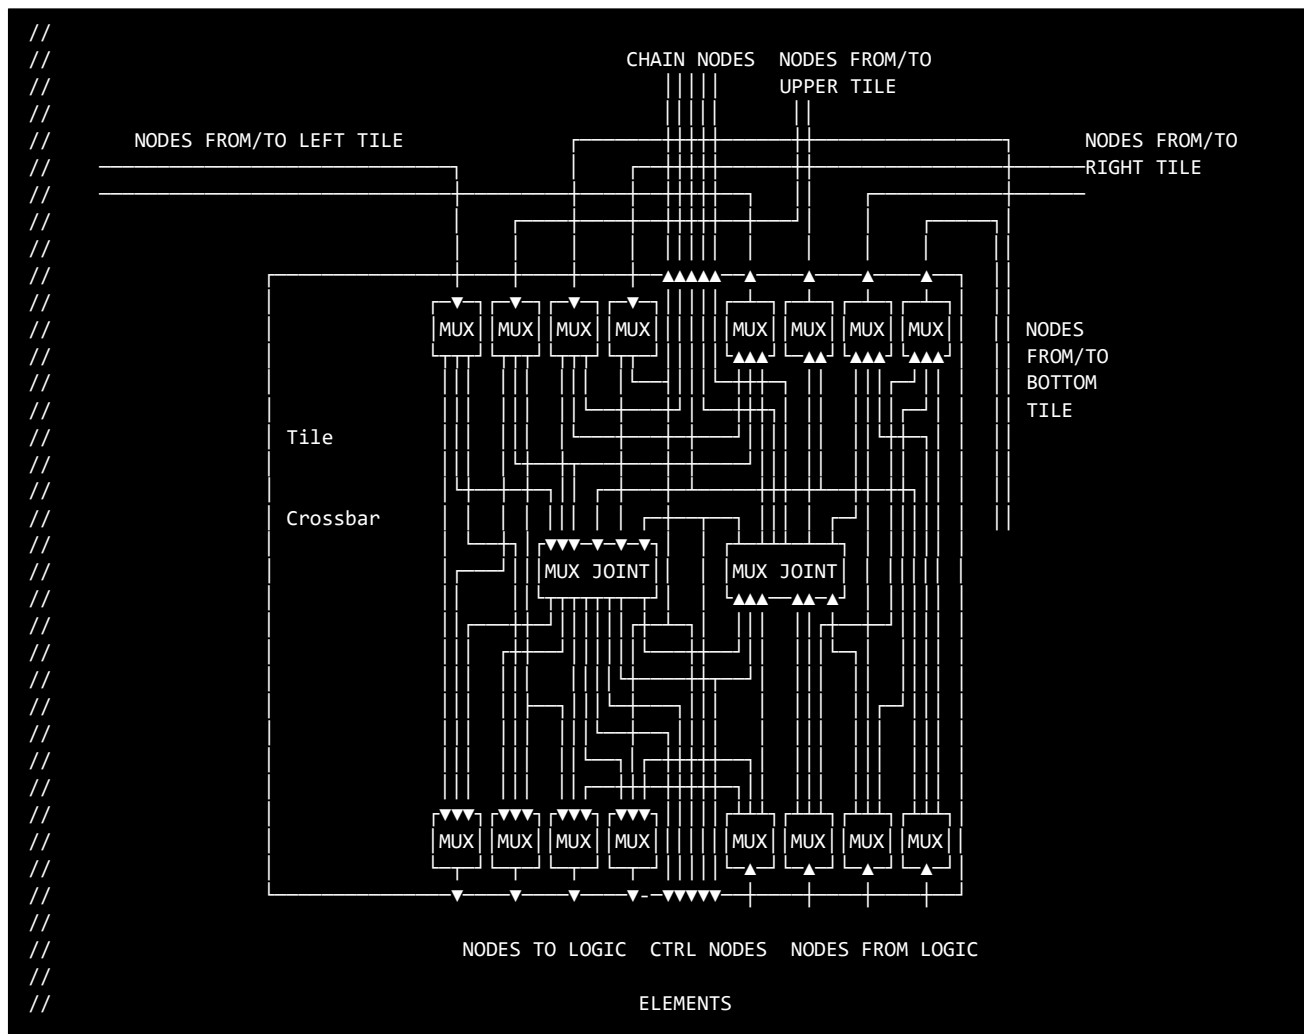 //
//
// CHAIN NODES NODES FROM/TO
// UPPER TILE
//
// NODES FROM/TO LEFT TILE NODES FROM/TO
// RIGHT TILE
//
//
//
//
// MUX MUX MUX MUX MUX MUX MUX MUX NODES
// FROM/TO
// BOTTOM
// TILE
// Tile
//
//
// Crossbar
//
// MUX JOINT MUX JOINT
//
//
//
//
//
//
//
//
//
// MUX MUX MUX MUX MUX MUX MUX MUX
//
//
//
// NODES TO LOGIC CTRL NODES NODES FROM LOGIC
//
// ELEMENTS